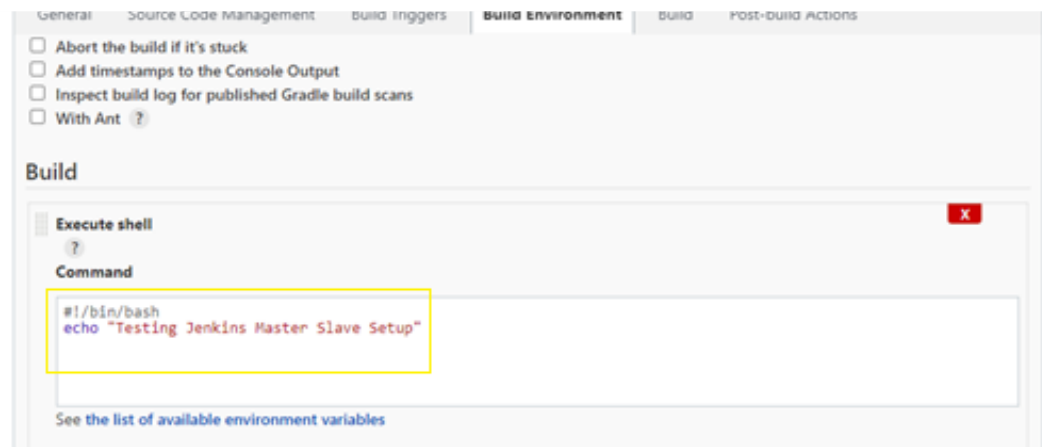 General Source Code Management Build Triggers Build Environment Build Post-build Actions
Abort the build if it's stuck
Add timestamps to the Console Output
Inspect build log for published Gradle build scans
With Ant ?
Build
Execute shell
X
?
Command
#!/bin/bash
echo "Testing Jenkins Master Slave Setup"
See the list of available environment variables